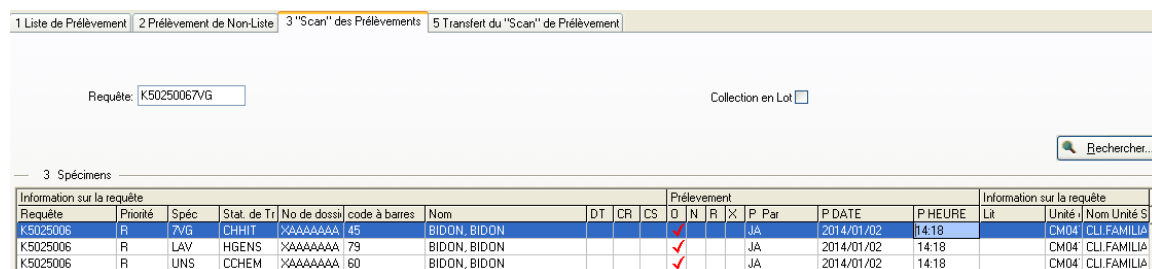 1 Liste de Prélèvement 2 Prélèvement de Non-Liste 3 "Scan" des Prélèvements 5 Transfert du "Scan" de Prélèvement
Requête: K50250067VG Collection en Lot
Rechercher...
3 Spécimens
Information sur la requête Prélevement Information sur la requête
Requête Priorité Spéc Stat. de Tr No de dossi code à barres Nom DT CR CS O N R X P Par P DATE P HEURE Lit Unité Nom Unité S
K5025006 R 7VG CHHIT XAAAAAAA 45 BIDON, BIDON JA 2014/01/02 14:18 CM04 CLI.FAMILIA
K5025006 R LAV HGENS XAAAAAAA 79 BIDON, BIDON JA 2014/01/02 14:18 CM04 CLI.FAMILIA
K5025006 R UNS CCHEM XAAAAAAA 60 BIDON, BIDON JA 2014/01/02 14:18 CM04 CLI.FAMILIA